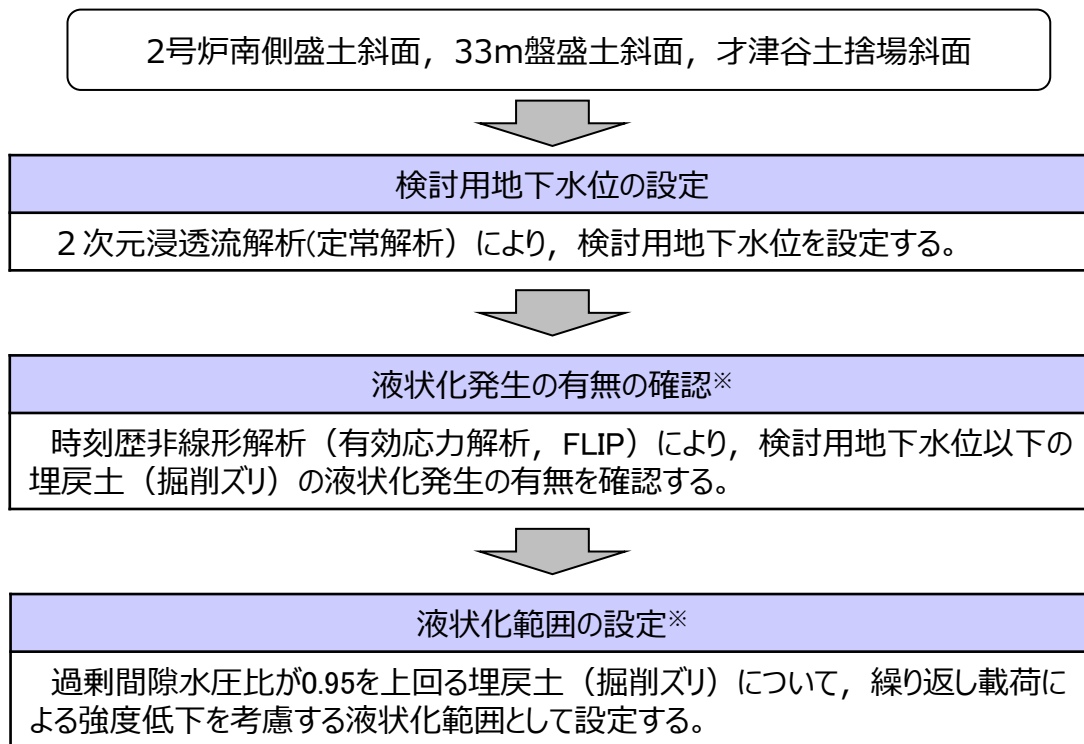 2号炉南側盛土斜面，33m盤盛土斜面，才津谷土捨場斜面
検討用地下水位の設定
２次元浸透流解析(定常解析）により，検討用地下水位を設定する。
液状化発生の有無の確認※
時刻歴非線形解析（有効応力解析，FLIP）により，検討用地下水位以下の
埋戻土（掘削ズリ）の液状化発生の有無を確認する。
液状化範囲の設定※
過剰間隙水圧比が0.95を上回る埋戻土（掘削ズリ）について，繰り返し載荷に
よる強度低下を考慮する液状化範囲として設定する。